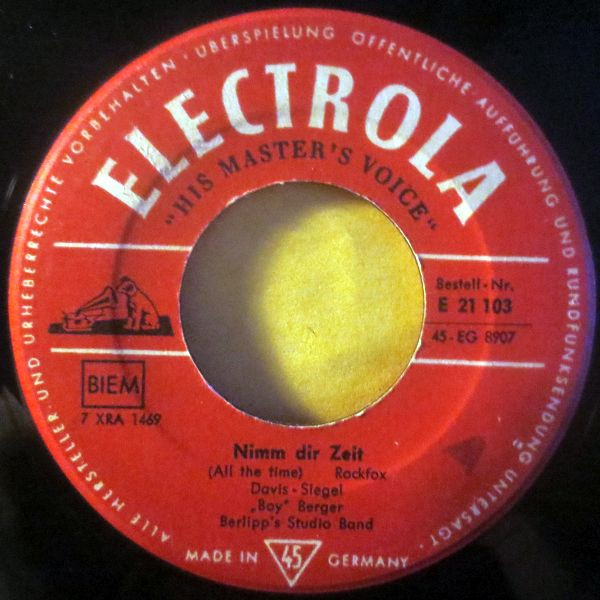 ALLE HERSTELLER- UND URHEBERRECHTE VORBEHALTEN · ÜBERSPIELUNG ÖFFENTLICHE AUFFÜHRUNG UND RUNDFUNKSENDUNG UNTERSAGT ·
ELECTROLA
"HIS MASTER'S VOICE"
Bestell-Nr.
E 21 103
45-EG 8907
BIEM
7 XRA 1469
Nimm dir Zeit
(All the time) Rockfox
Davis-Siegel
„Boy" Berger
Berlipp's Studio Band
MADE IN 45 GERMANY